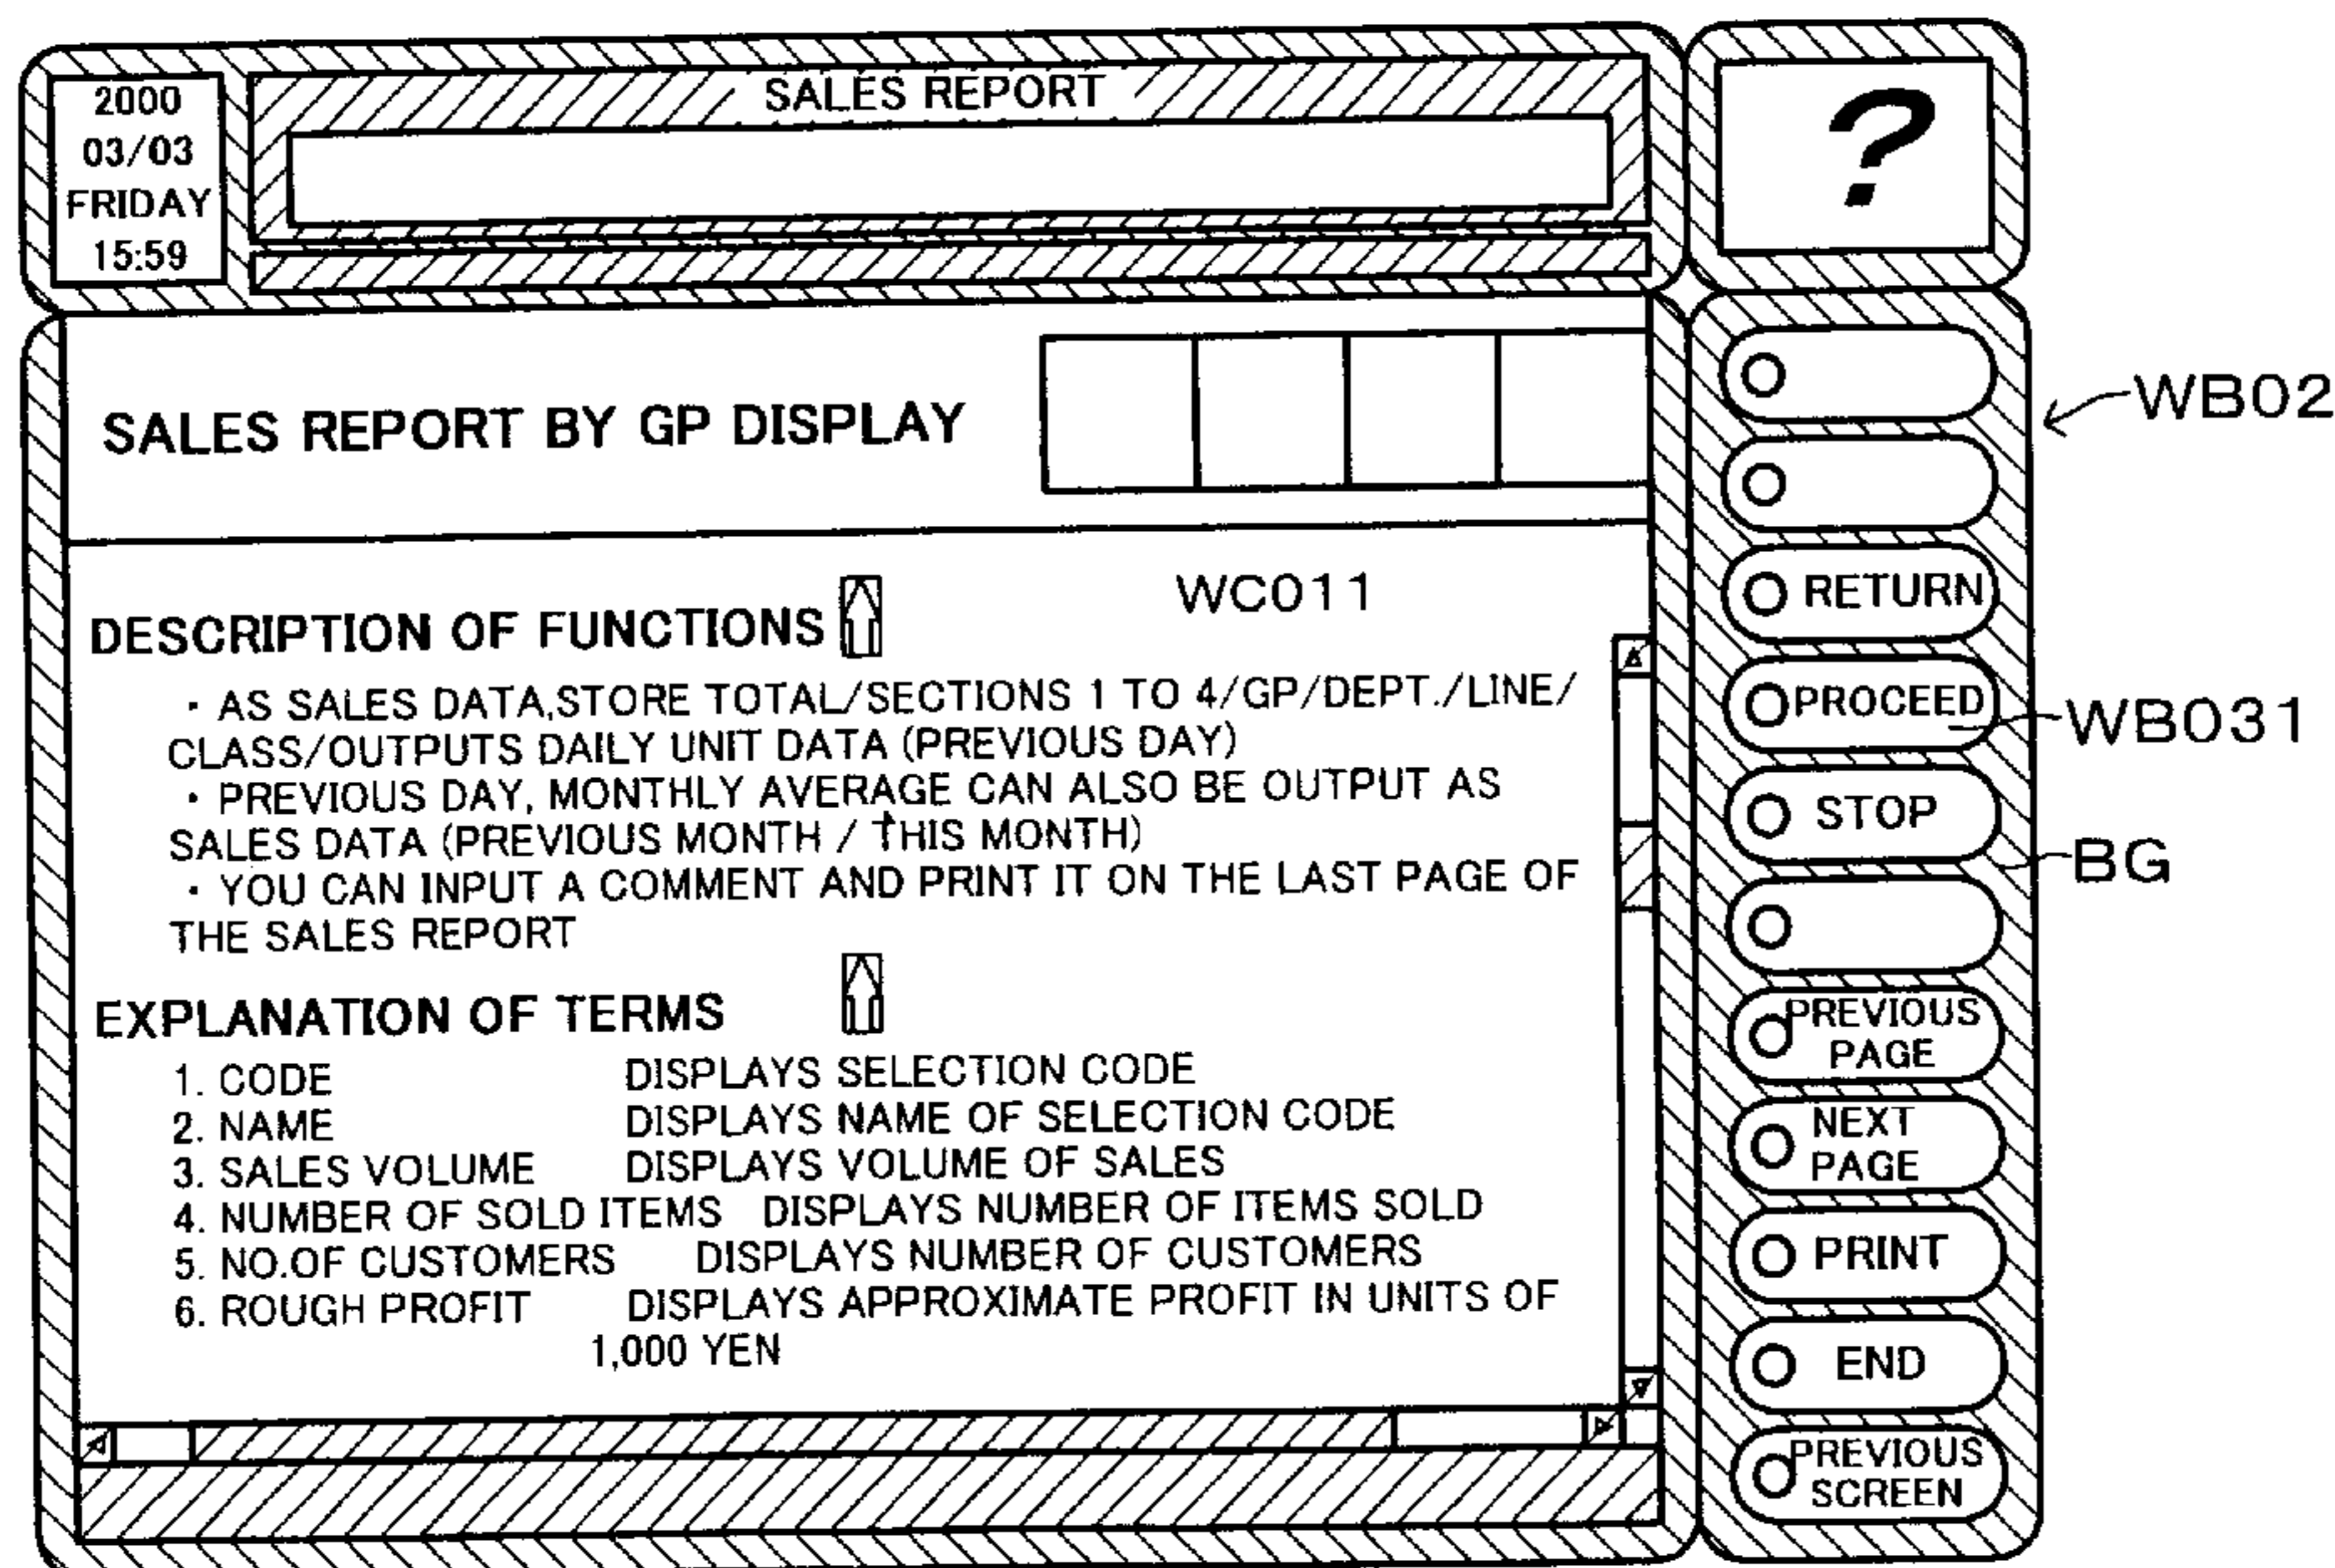 2000
03/03
FRIDAY
15:59
SALES REPORT
?
SALES REPORT BY GP DISPLAY
WC011
DESCRIPTION OF FUNCTIONS
・AS SALES DATA,STORE TOTAL/SECTIONS 1 TO 4/GP/DEPT./LINE/
CLASS/OUTPUTS DAILY UNIT DATA (PREVIOUS DAY)
・PREVIOUS DAY, MONTHLY AVERAGE CAN ALSO BE OUTPUT AS
SALES DATA (PREVIOUS MONTH / THIS MONTH)
・YOU CAN INPUT A COMMENT AND PRINT IT ON THE LAST PAGE OF
THE SALES REPORT
EXPLANATION OF TERMS
1. CODE DISPLAYS SELECTION CODE
2. NAME DISPLAYS NAME OF SELECTION CODE
3. SALES VOLUME DISPLAYS VOLUME OF SALES
4. NUMBER OF SOLD ITEMS DISPLAYS NUMBER OF ITEMS SOLD
5. NO.OF CUSTOMERS DISPLAYS NUMBER OF CUSTOMERS
6. ROUGH PROFIT DISPLAYS APPROXIMATE PROFIT IN UNITS OF
1,000 YEN
RETURN
PROCEED
STOP
PREVIOUS
PAGE
NEXT
PAGE
PRINT
END
PREVIOUS
SCREEN
WB02
WB031
BG